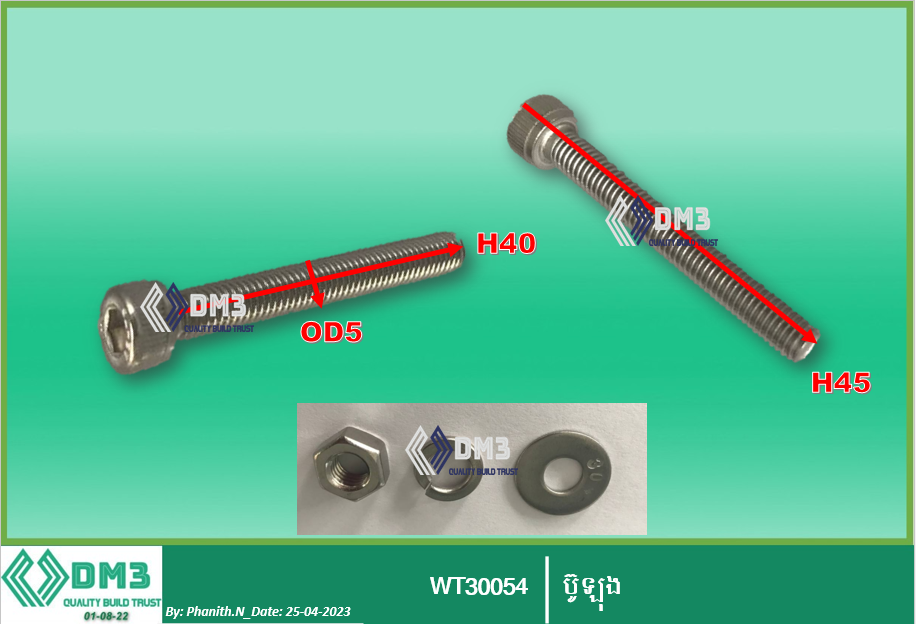 DM3
QUALITY BUILD TRUST
H40
OD5
DM3
QUALITY BUILD TRUST
H45
DM3
QUALITY BUILD TRUST
DM3
QUALITY BUILD TRUST
01-08-22
By: Phanith.N_Date: 25-04-2023
WT30054
ប៊ូឡុង